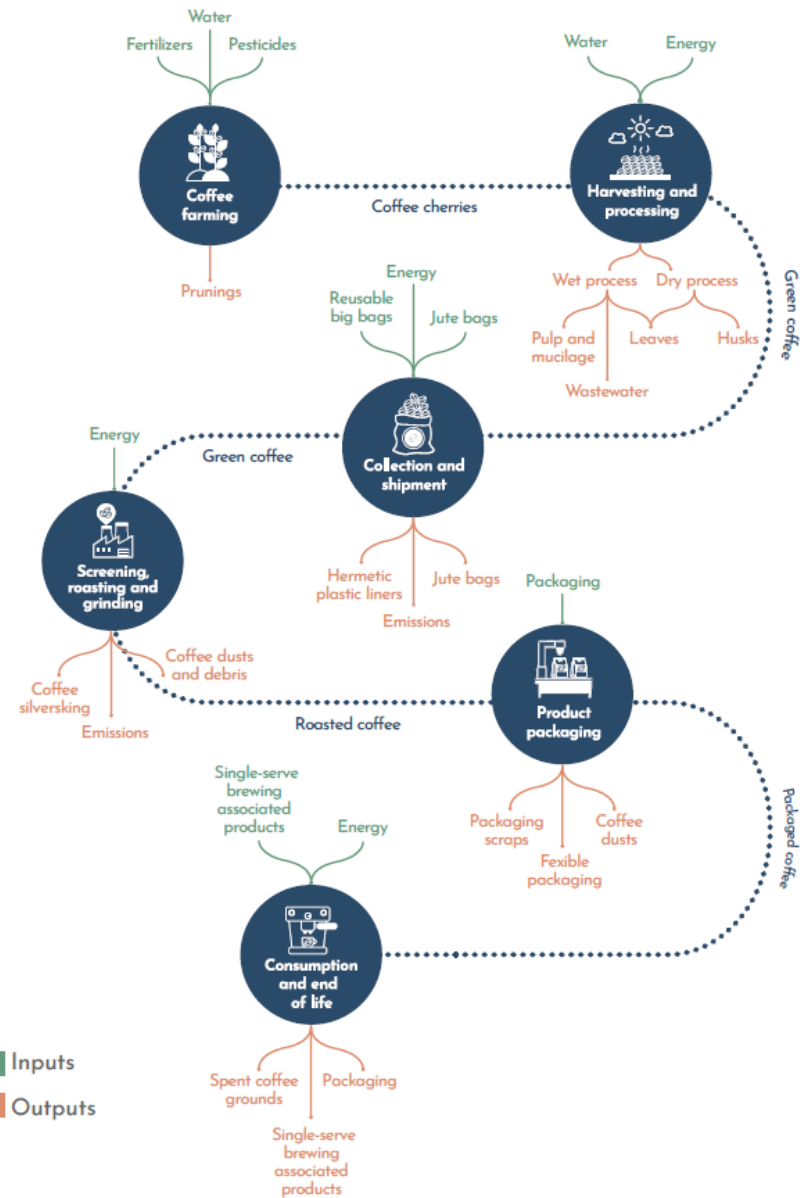 Water
Fertilizers
Pesticides
Coffee
farming
Prunings
Coffee cherries
Water
Energy
Harvesting and
processing
Wet process
Dry process
Pulp and
mucilage
Leaves
Husks
Wastewater
Green coffee
Energy
Reusable
big bags
Jute bags
Collection and
shipment
Hermetic
plastic liners
Jute bags
Emissions
Green coffee
Energy
Screening,
roasting and
grinding
Coffee
silversking
Coffee dusts
and debris
Emissions
Roasted coffee
Packaging
Product
packaging
Packaging
scraps
Coffee
dusts
Fexible
packaging
Packaged coffee
Single-serve
brewing
associated
products
Energy
Consumption
and end
of life
Spent coffee
grounds
Packaging
Single-serve
brewing
associated
products
Inputs
Outputs